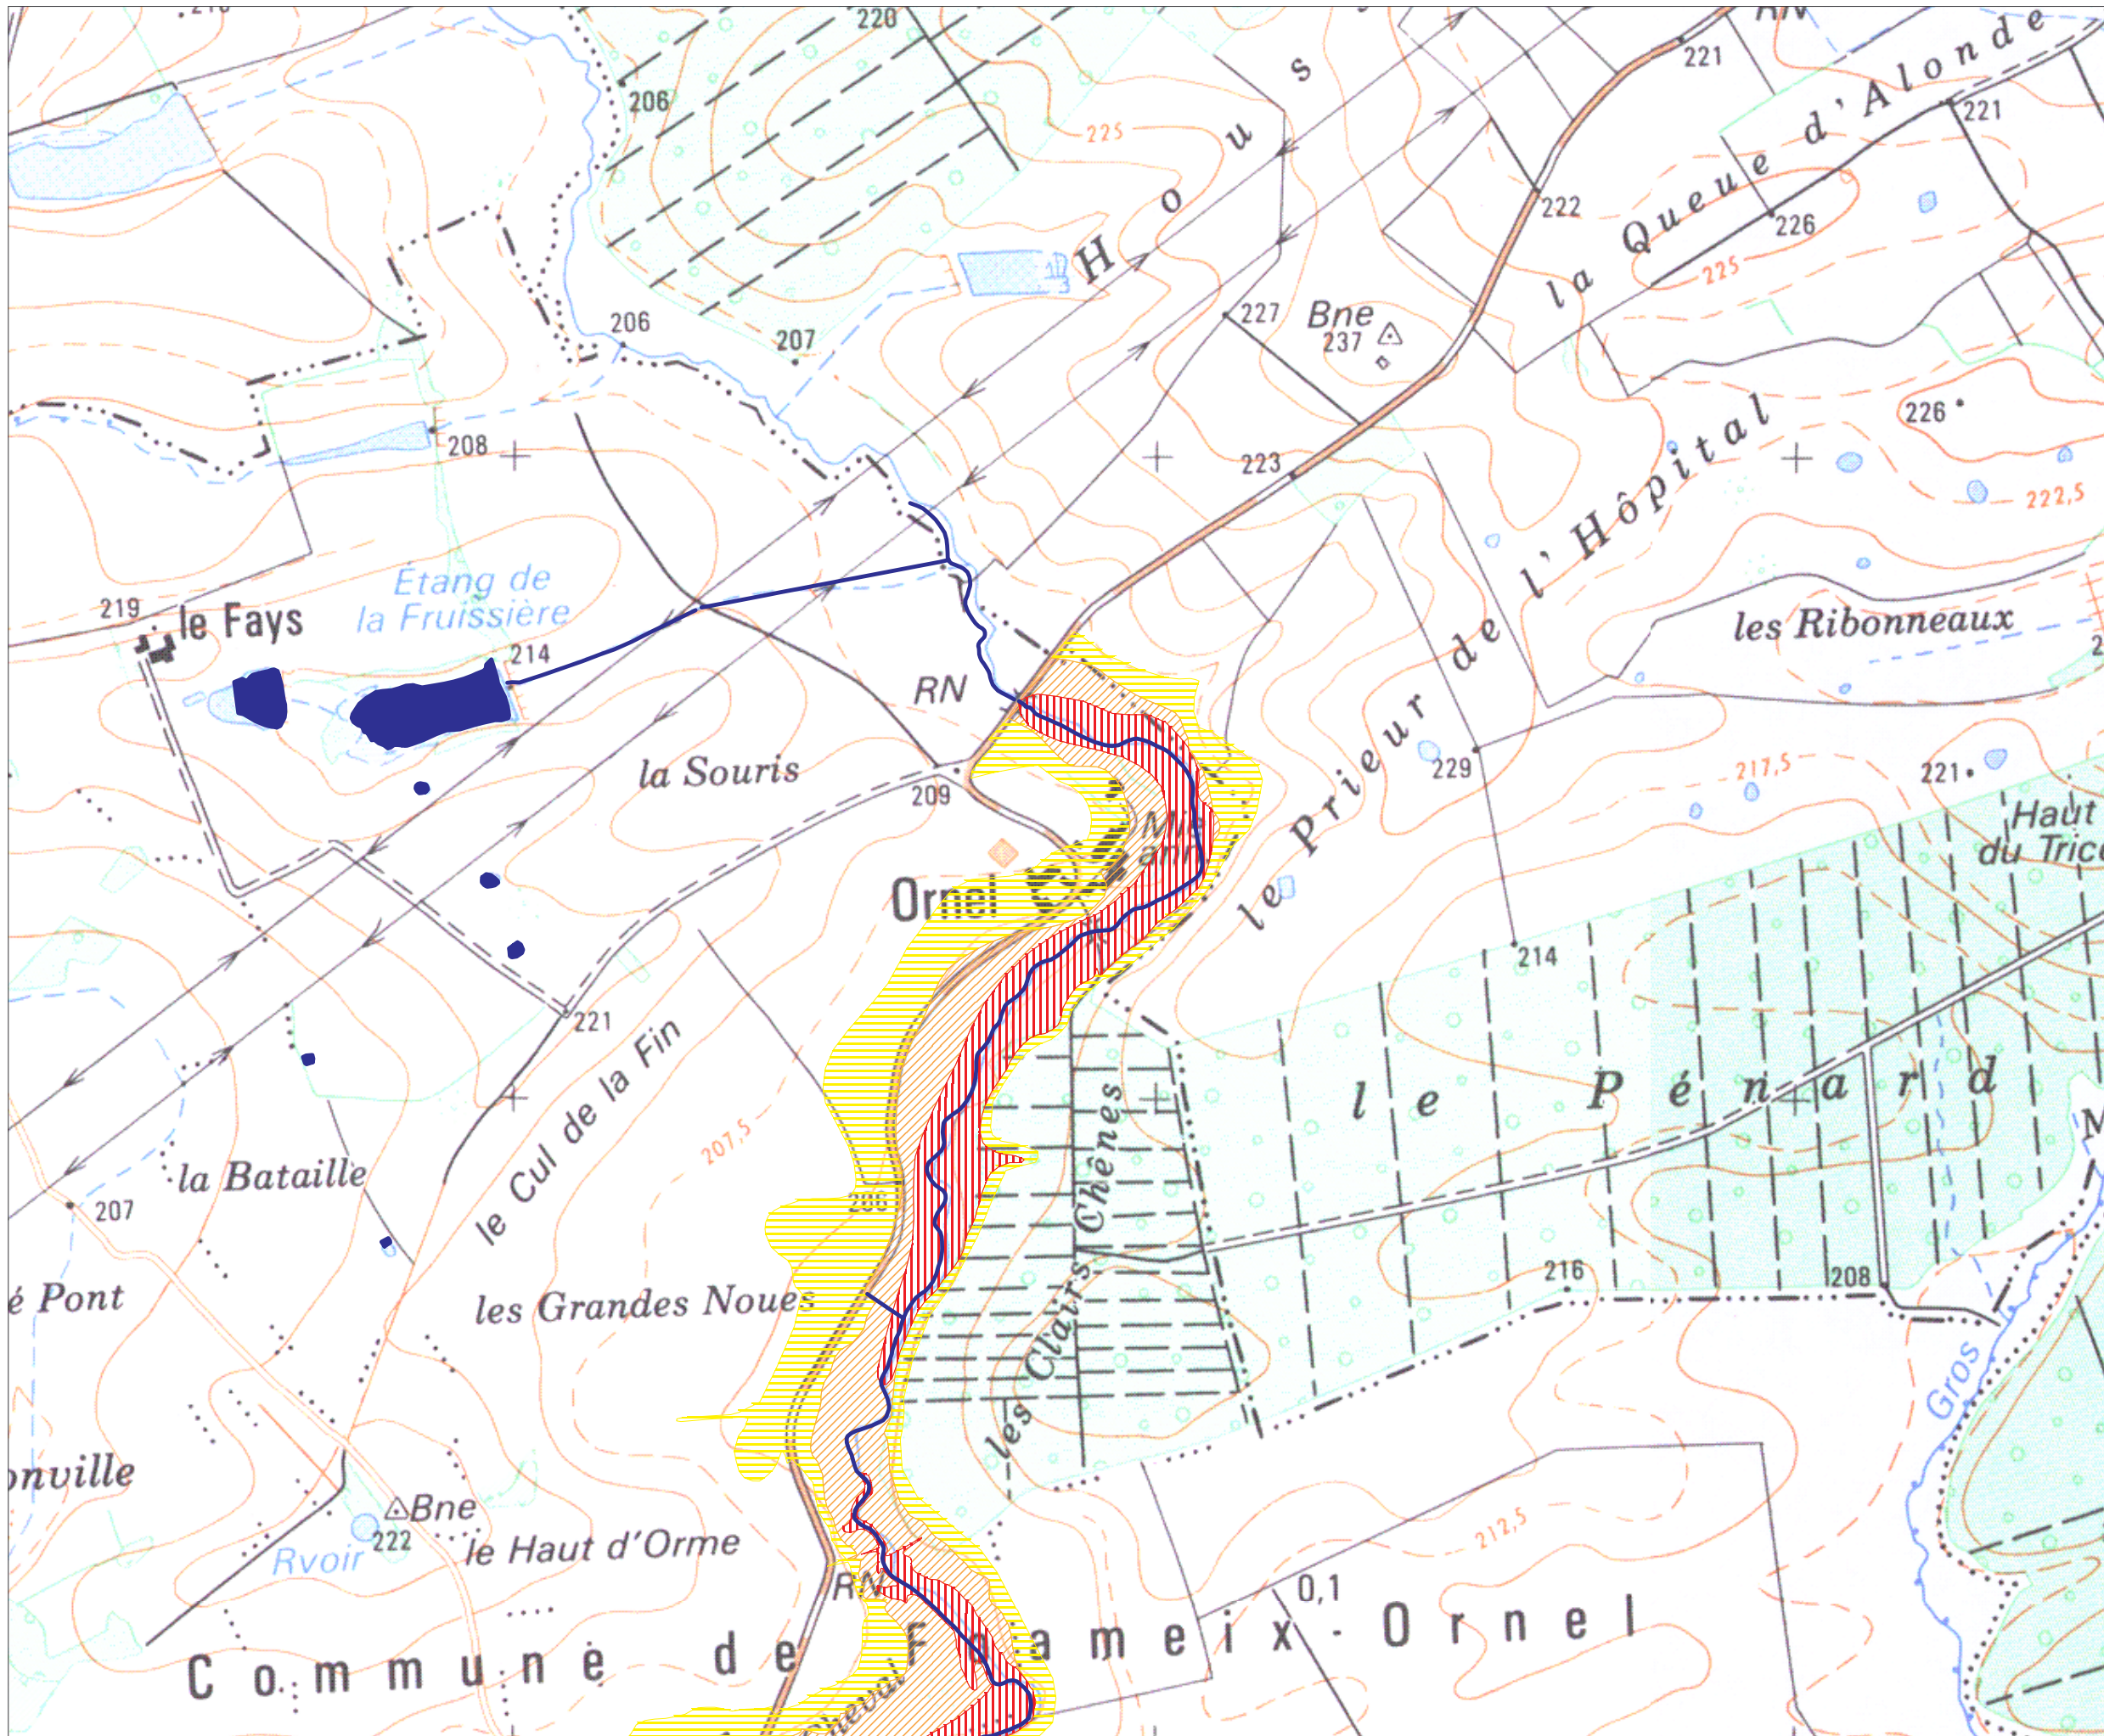 220
221
206
225
H o u s
la Queue d'Alonde
221
222
226
225
206
207
227
Bne
237
226
208
223
222,5
l'Hôpital
Étang de
la Fruissière
219
le Fays
214
les Ribonneaux
RN
le Prieur de
229
217,5
221
la Souris
209
Haut
Ornel
214
221
le Cul de la Fin
le Pénard
207,5
les Clairs Chênes
la Bataille
206
207
é Pont
les Grandes Noues
216
208
Gros
onville
Bne
222
Rvoir
le Haut d'Orme
212,5
RN
0,1
Commune de Foameix-Ornel
Cheval